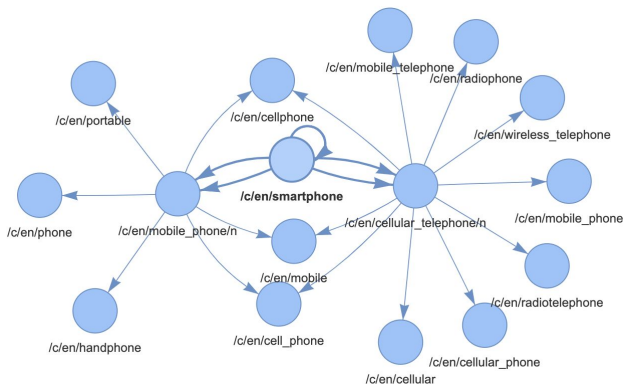 /c/en/mobile_telephone
/c/en/radiophone
/c/en/portable
/c/en/cellphone
/c/en/wireless_telephone
/c/en/smartphone
/c/en/phone
/c/en/mobile_phone/n
/c/en/cellular_telephone/n
/c/en/mobile_phone
/c/en/mobile
/c/en/radiotelephone
/c/en/handphone
/c/en/cell_phone
/c/en/cellular_phone
/c/en/cellular